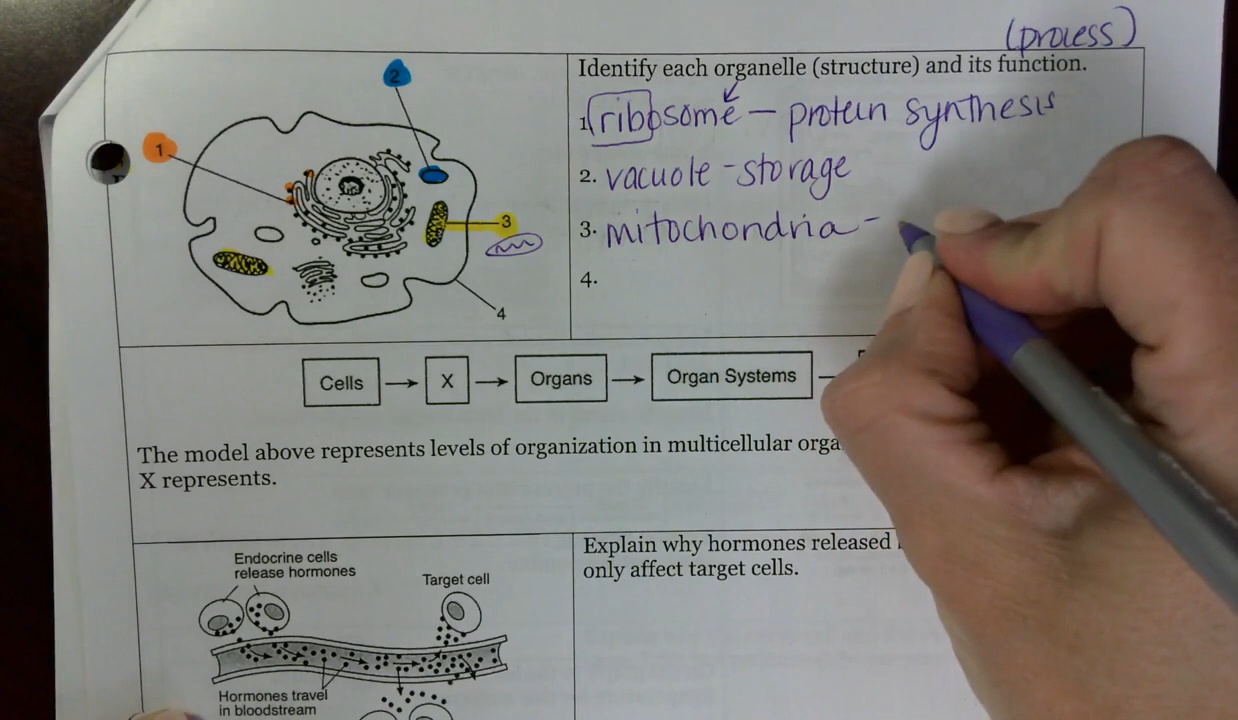 (process)
Identify each organelle (structure) and its function.
1. ribosome - protein synthesis
2. vacuole - storage
3. mitochondria -
4.
1
2
3
4
Cells
X
Organs
Organ Systems
The model above represents levels of organization in multicellular orga
X represents.
Endocrine cells
release hormones
Target cell
Hormones travel
in bloodstream
Explain why hormones released
only affect target cells.